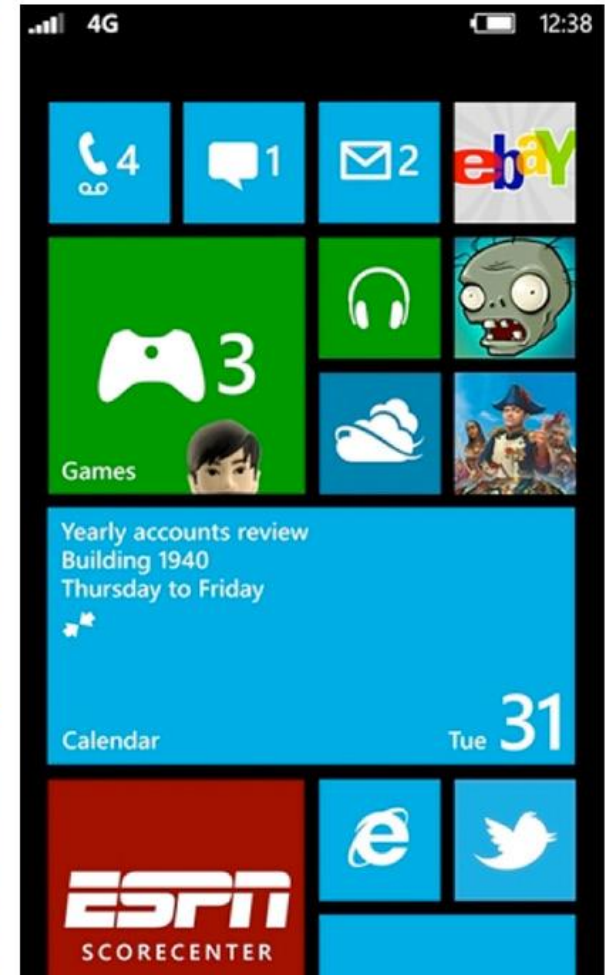 4G 12:38
4 1 2 ebay
3
Games
Yearly accounts review
Building 1940
Thursday to Friday
Calendar Tue 31
ESPN
SCORECENTER